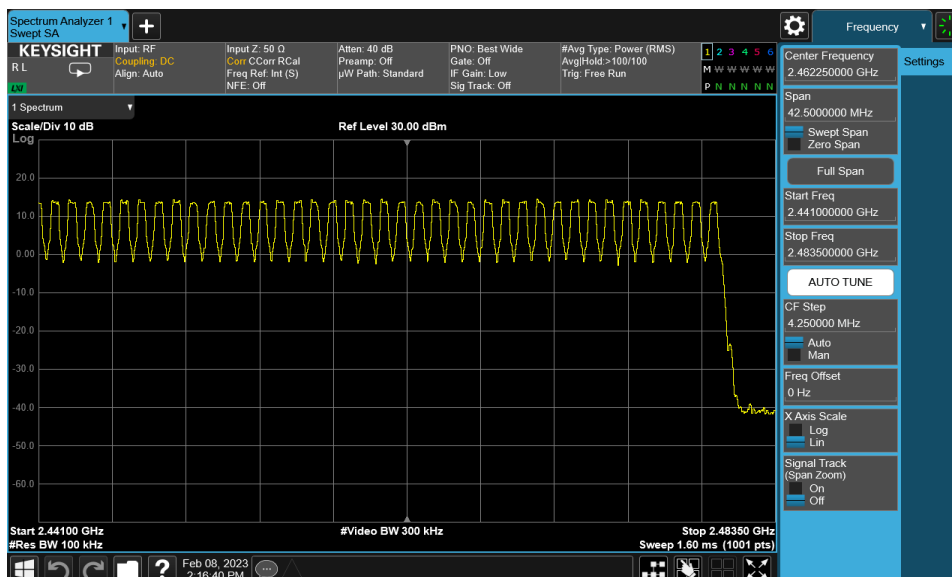 Spectrum Analyzer 1
Swept SA
+
Frequency
KEYSIGHT
R L
LXI
Input: RF
Coupling: DC
Align: Auto
Input Z: 50 Ω
Corr CCorr RCal
Freq Ref: Int (S)
NFE: Off
Atten: 40 dB
Preamp: Off
µW Path: Standard
PNO: Best Wide
Gate: Off
IF Gain: Low
Sig Track: Off
#Avg Type: Power (RMS)
Avg|Hold:>100/100
Trig: Free Run
1 2 3 4 5 6
M W W W W W
P N N N N N
Settings
1 Spectrum
Scale/Div 10 dB
Ref Level 30.00 dBm
Log
20.0
10.0
0.00
-10.0
-20.0
-30.0
-40.0
-50.0
-60.0
Start 2.44100 GHz
#Video BW 300 kHz
Stop 2.48350 GHz
#Res BW 100 kHz
Sweep 1.60 ms (1001 pts)
Center Frequency
2.462250000 GHz
Span
42.5000000 MHz
Swept Span
Zero Span
Full Span
Start Freq
2.441000000 GHz
Stop Freq
2.483500000 GHz
AUTO TUNE
CF Step
4.250000 MHz
Auto
Man
Freq Offset
0 Hz
X Axis Scale
Log
Lin
Signal Track
(Span Zoom)
On
Off
?
Feb 08, 2023
2:16:40 PM